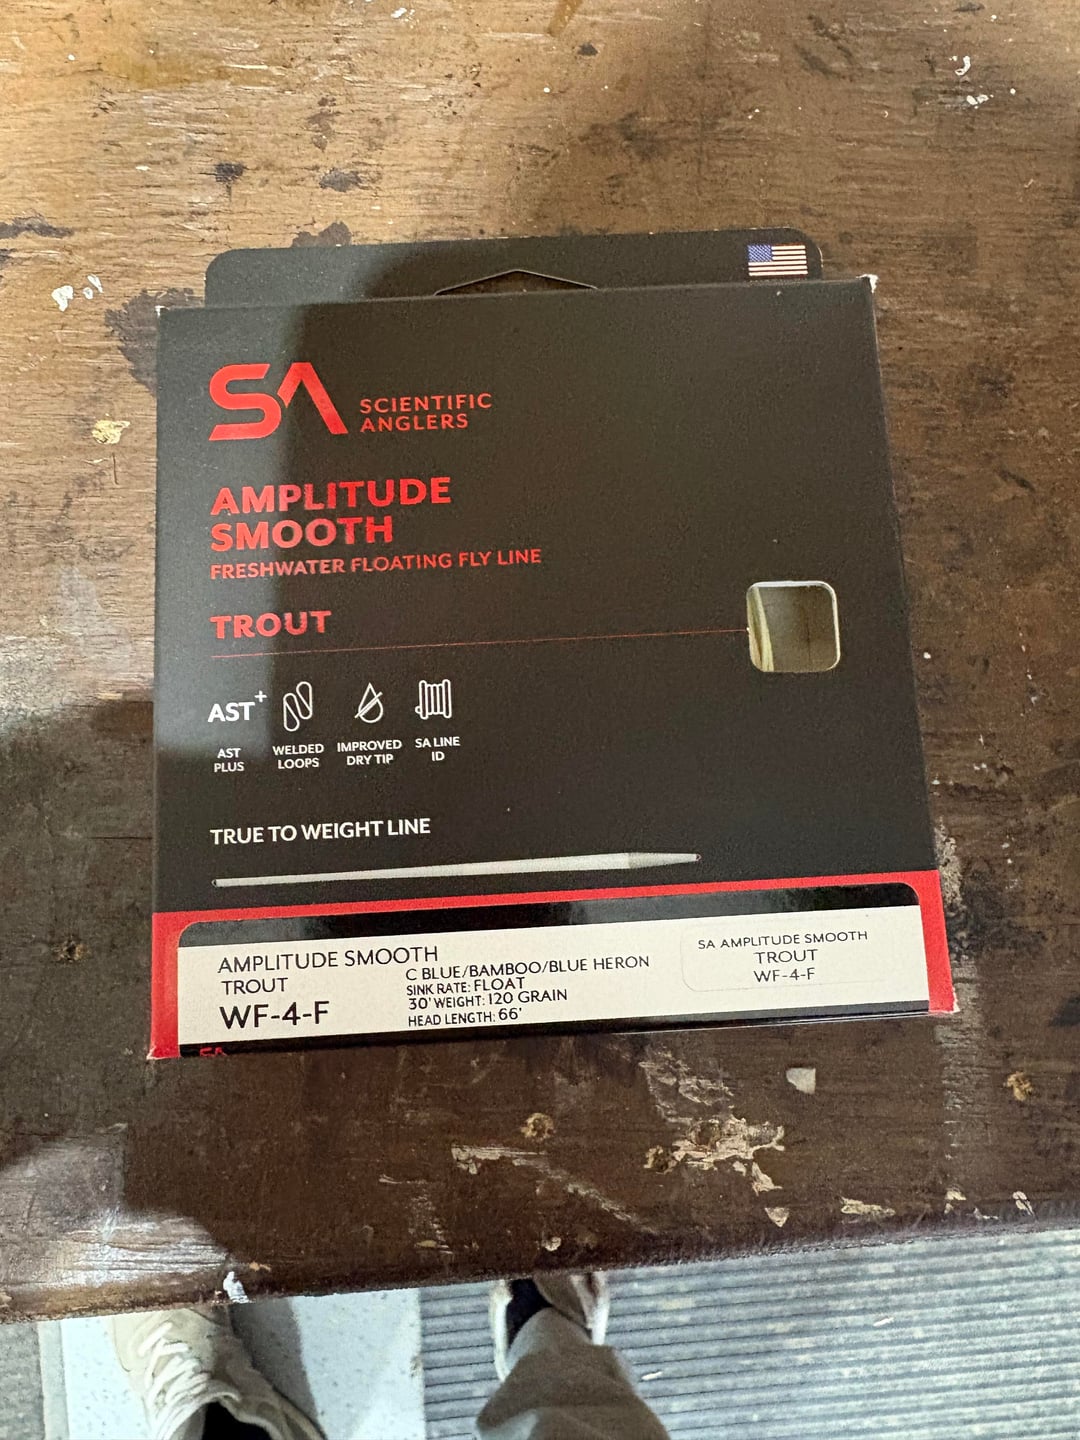 SA SCIENTIFIC
ANGLERS
AMPLITUDE
SMOOTH
FRESHWATER FLOATING FLY LINE
TROUT
AST+
AST
PLUS
WELDED
LOOPS
IMPROVED
DRY TIP
SA LINE
ID
TRUE TO WEIGHT LINE
AMPLITUDE SMOOTH
TROUT
WF-4-F
C BLUE/BAMBOO/BLUE HERON
SINK RATE: FLOAT
30' WEIGHT: 120 GRAIN
HEAD LENGTH: 66'
SA AMPLITUDE SMOOTH
TROUT
WF-4-F